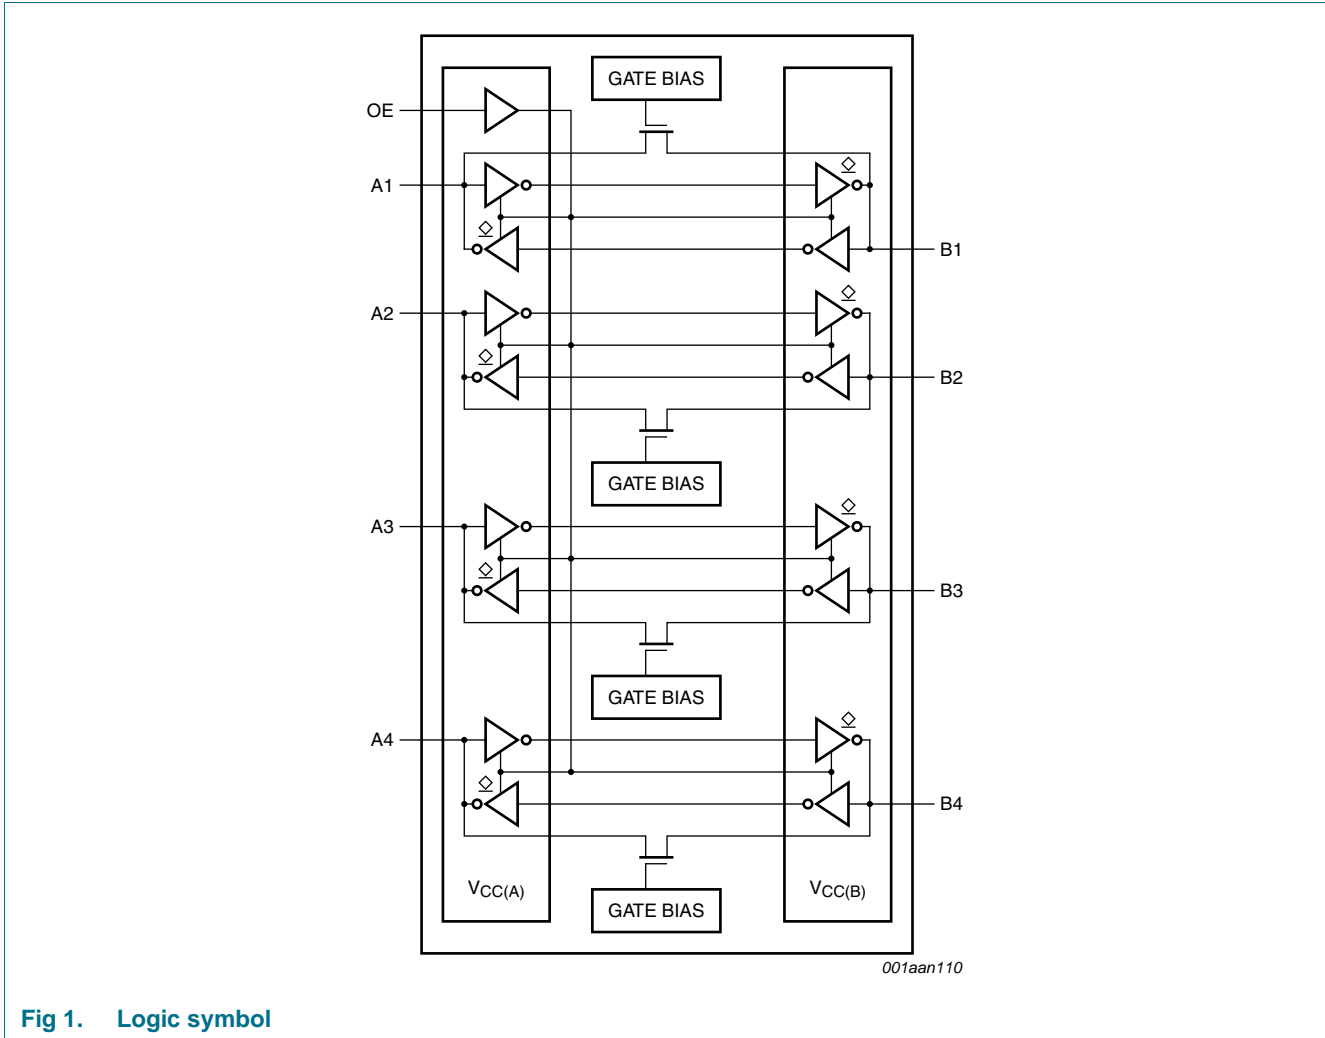 GATE BIAS
OE
A1
B1
A2
B2
GATE BIAS
A3
B3
GATE BIAS
A4
B4
VCC(A)
VCC(B)
GATE BIAS
001aan110
Fig 1. Logic symbol